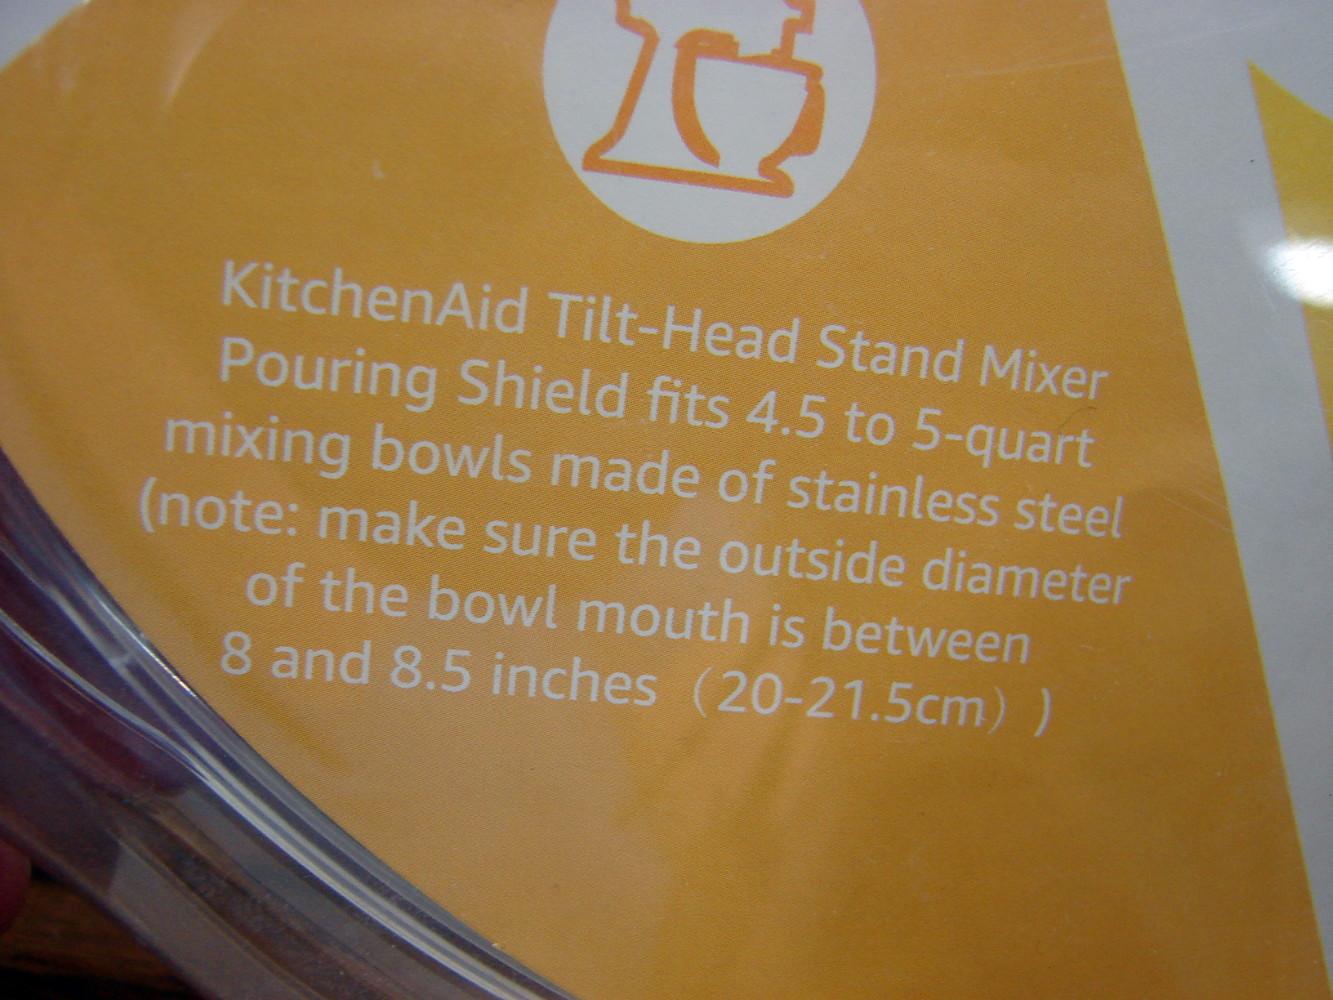 KitchenAid Tilt-Head Stand Mixer
Pouring Shield fits 4.5 to 5-quart
mixing bowls made of stainless steel
(note: make sure the outside diameter
of the bowl mouth is between
8 and 8.5 inches（20-21.5cm）)